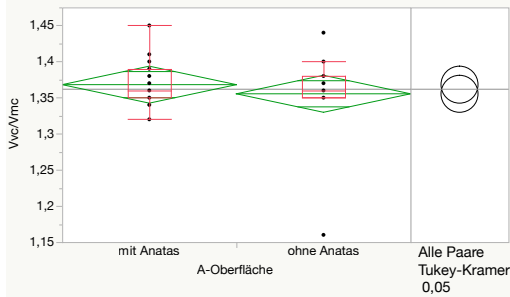 Vvc/Vmc
1,45
1,4
1,35
1,3
1,25
1,2
1,15
mit Anatas
ohne Anatas
A-Oberfläche
Alle Paare
Tukey-Kramer
0,05